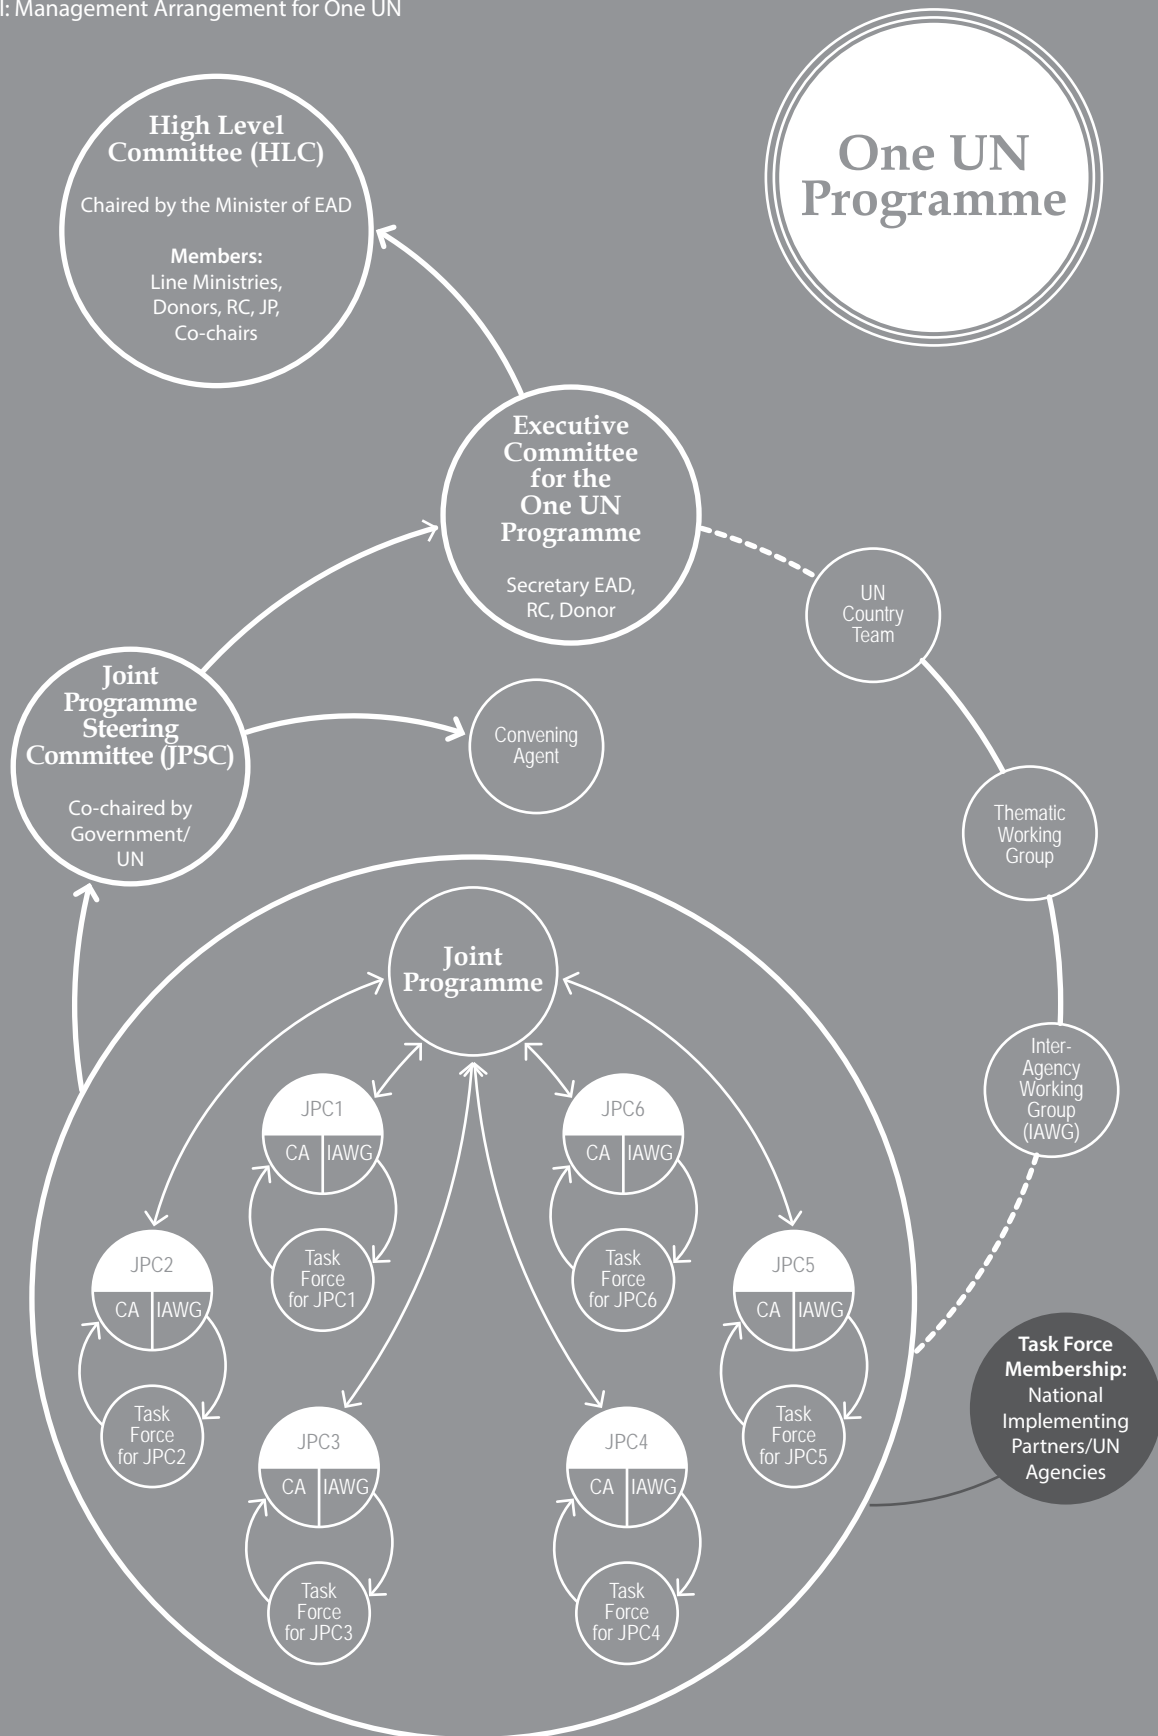 l: Management Arrangement for One UN
One UN
Programme
High Level
Committee (HLC)
Chaired by the Minister of EAD
Members:
Line Ministries,
Donors, RC, JP,
Co-chairs
Executive
Committee
for the
One UN
Programme
Secretary EAD,
RC, Donor
UN
Country
Team
Joint
Programme
Steering
Committee (JPSC)
Co-chaired by
Government/
UN
Convening
Agent
Thematic
Working
Group
Inter-
Agency
Working
Group
(IAWG)
Joint
Programme
JPC1
CA IAWG
Task
Force
for JPC1
JPC6
CA IAWG
Task
Force
for JPC6
JPC2
CA IAWG
Task
Force
for JPC2
JPC5
CA IAWG
Task
Force
for JPC5
JPC3
CA IAWG
Task
Force
for JPC3
JPC4
CA IAWG
Task
Force
for JPC4
Task Force
Membership:
National
Implementing
Partners/UN
Agencies